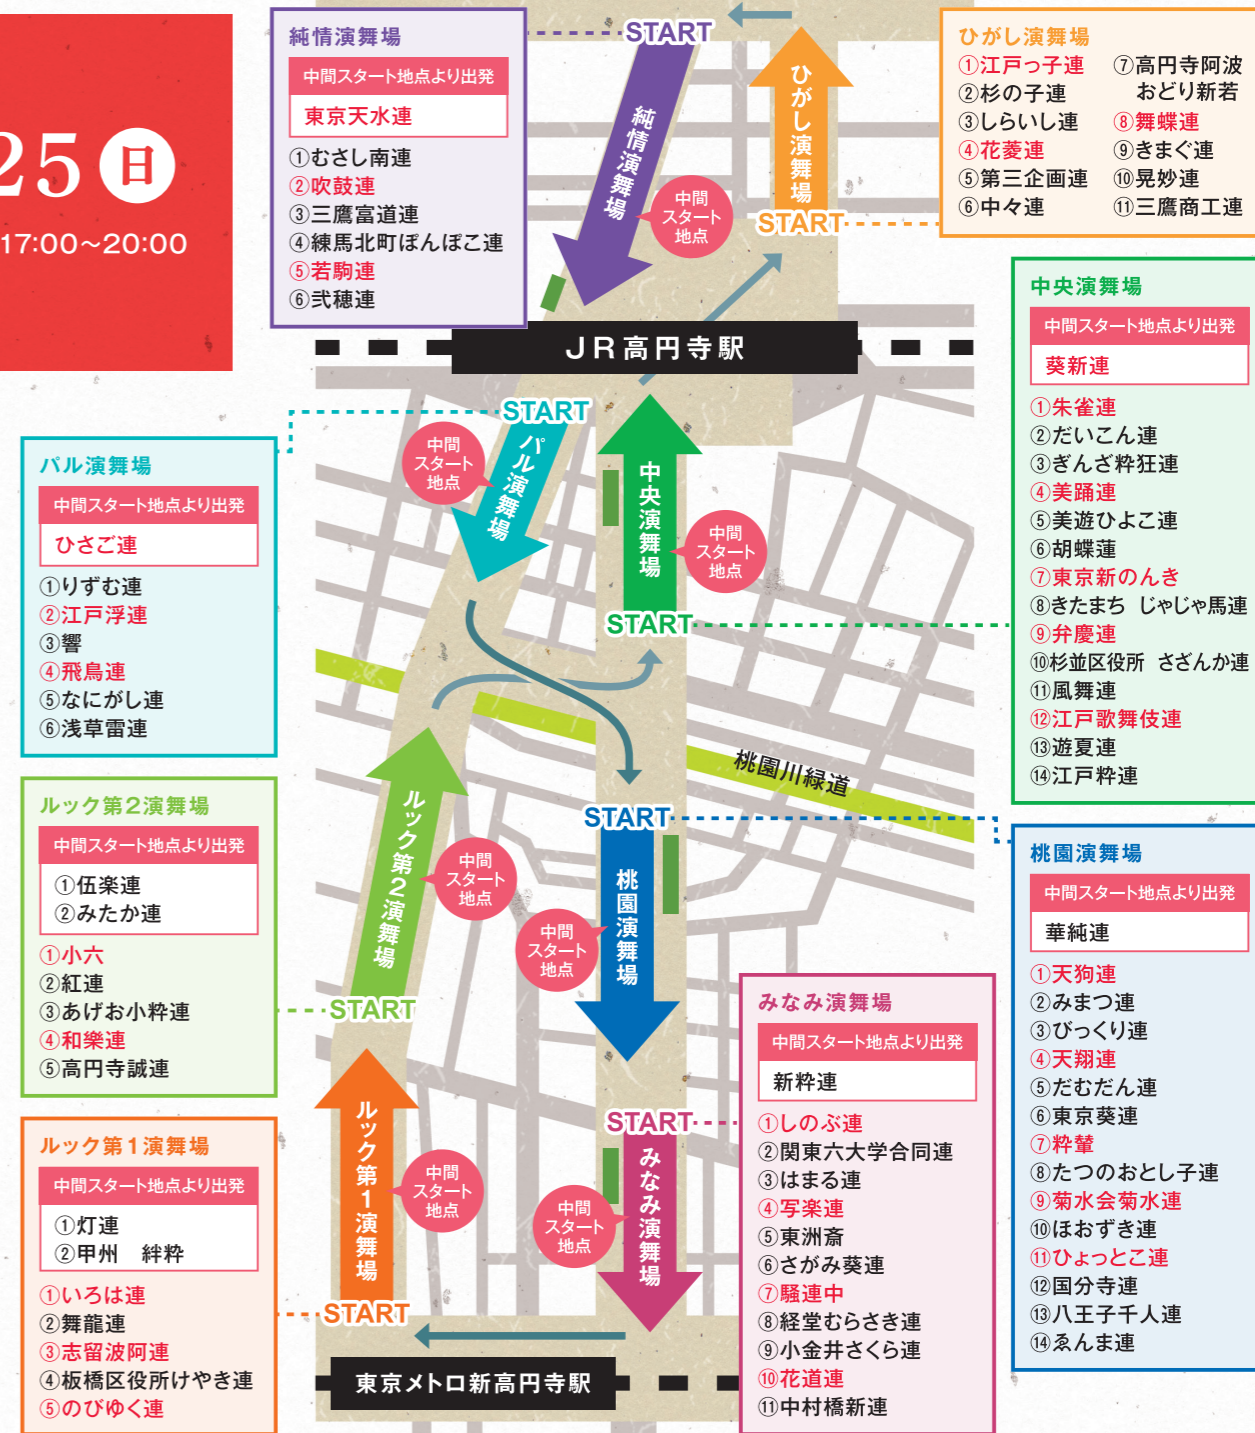 25 日
17:00～20:00
純情演舞場
中間スタート地点より出発
東京天水連
①むさし南連
②吹鼓連
③三鷹富道連
④練馬北町ぽんぽこ連
⑤若駒連
⑥弐穂連
START
純情演舞場
中間
スタート
地点
ひがし演舞場
START
ひがし演舞場
①江戸っ子連
②杉の子連
③しらいし連
④花菱連
⑤第三企画連
⑥中々連
⑦高円寺阿波
おどり新若
⑧舞蝶連
⑨きまぐ連
⑩晃妙連
⑪三鷹商工連
JR高円寺駅
START
パル演舞場
中間
スタート
地点
パル演舞場
中間スタート地点より出発
ひさご連
①りずむ連
②江戸浮連
③響
④飛鳥連
⑤なにがし連
⑥浅草雷連
中央演舞場
中間
スタート
地点
START
中央演舞場
中間スタート地点より出発
葵新連
①朱雀連
②だいこん連
③ぎんざ粋狂連
④美踊連
⑤美遊ひよこ連
⑥胡蝶蓮
⑦東京新のんき
⑧きたまち じゃじゃ馬連
⑨弁慶連
⑩杉並区役所 さざんか連
⑪風舞連
⑫江戸歌舞伎連
⑬遊夏連
⑭江戸粋連
桃園川緑道
ルック第2演舞場
中間スタート地点より出発
①伍楽連
②みたか連
①小六
②紅連
③あげお小粋連
④和樂連
⑤高円寺誠連
ルック第2演舞場
中間
スタート
地点
START
START
桃園演舞場
中間
スタート
地点
桃園演舞場
中間スタート地点より出発
華純連
①天狗連
②みまつ連
③びっくり連
④天翔連
⑤だむだん連
⑥東京葵連
⑦粋輦
⑧たつのおとし子連
⑨菊水会菊水連
⑩ほおずき連
⑪ひょっとこ連
⑫国分寺連
⑬八王子千人連
⑭ゑんま連
ルック第1演舞場
中間スタート地点より出発
①灯連
②甲州 絆粋
①いろは連
②舞龍連
③志留波阿連
④板橋区役所けやき連
⑤のびゆく連
ルック第1演舞場
中間
スタート
地点
START
START
みなみ演舞場
中間
スタート
地点
みなみ演舞場
中間スタート地点より出発
新粋連
①しのぶ連
②関東六大学合同連
③はまる連
④写楽連
⑤東洲斎
⑥さがみ葵連
⑦騒連中
⑧経堂むらさき連
⑨小金井さくら連
⑩花道連
⑪中村橋新連
東京メトロ新高円寺駅